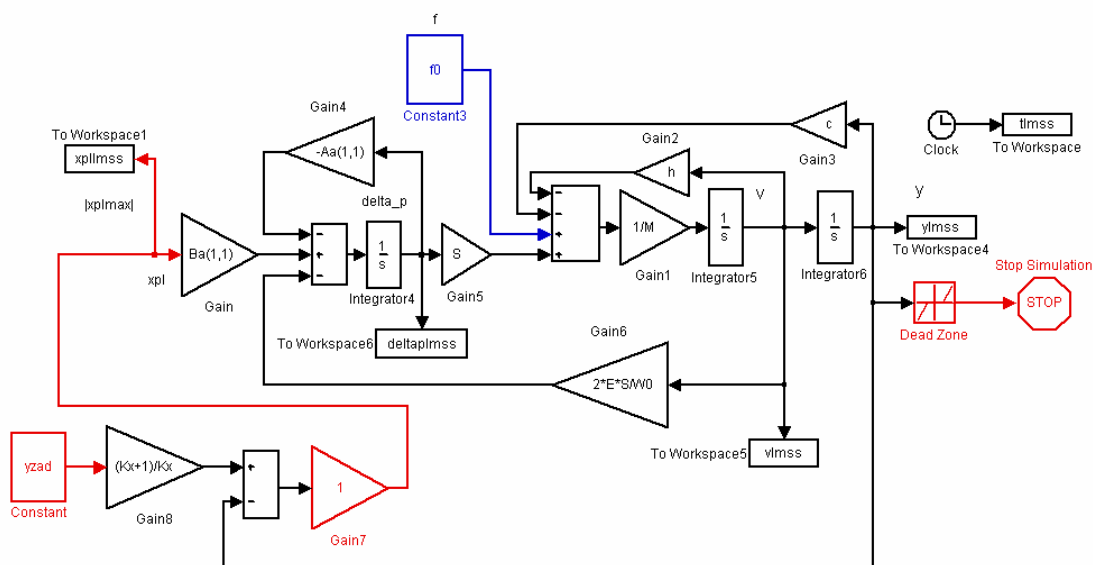 f
f0
Constant3
Gain4
-Aa(1,1)
To Workspace1
xpllmss
|xplmax|
delta_p
Gain2
h
c
Gain3
Clock
tlmss
To Workspace
Ba(1,1)
xpl
Gain
-
+
-
1
s
Integrator4
S
Gain5
-
-
+
+
1/M
Gain1
V
1
s
Integrator5
1
s
Integrator6
y
ylmss
To Workspace4
Stop Simulation
STOP
Dead Zone
To Workspace6
deltaplmss
Gain6
2*E*S/W0
To Workspace5
vlmss
yzad
Constant
(Kx+1)/Kx
Gain8
+
-
1
Gain7